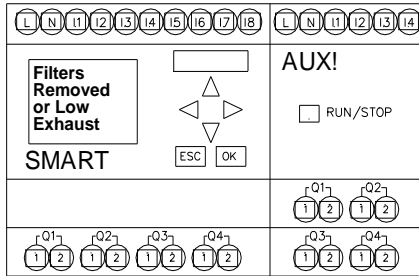 L N I1 I2 I3 I4 I5 I6 I7 I8
L N I1 I2 I3 I4
Filters
Removed
or Low
Exhaust
SMART
ESC OK
AUX!
. RUN/STOP
Q1 Q2
1 2 1 2
Q1 Q2 Q3 Q4
1 2 1 2 1 2 1 2
Q3 Q4
1 2 1 2